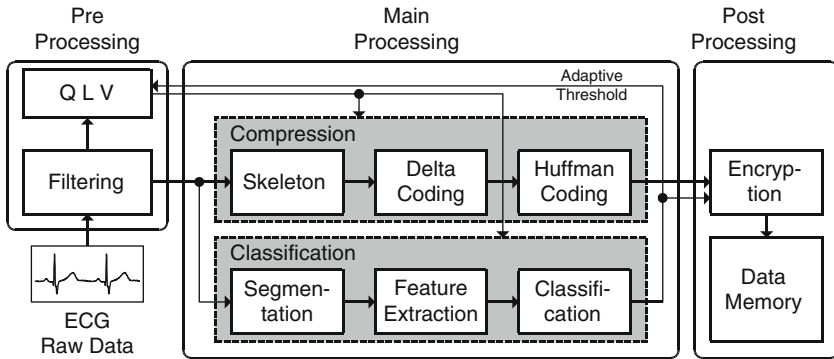 Pre
Processing
Main
Processing
Post
Processing
Q L V
Adaptive
Threshold
Compression
Filtering
Skeleton
Delta
Coding
Huffman
Coding
Encryp-
tion
Classification
Segmen-
tation
Feature
Extraction
Classifi-
cation
Data
Memory
ECG
Raw Data